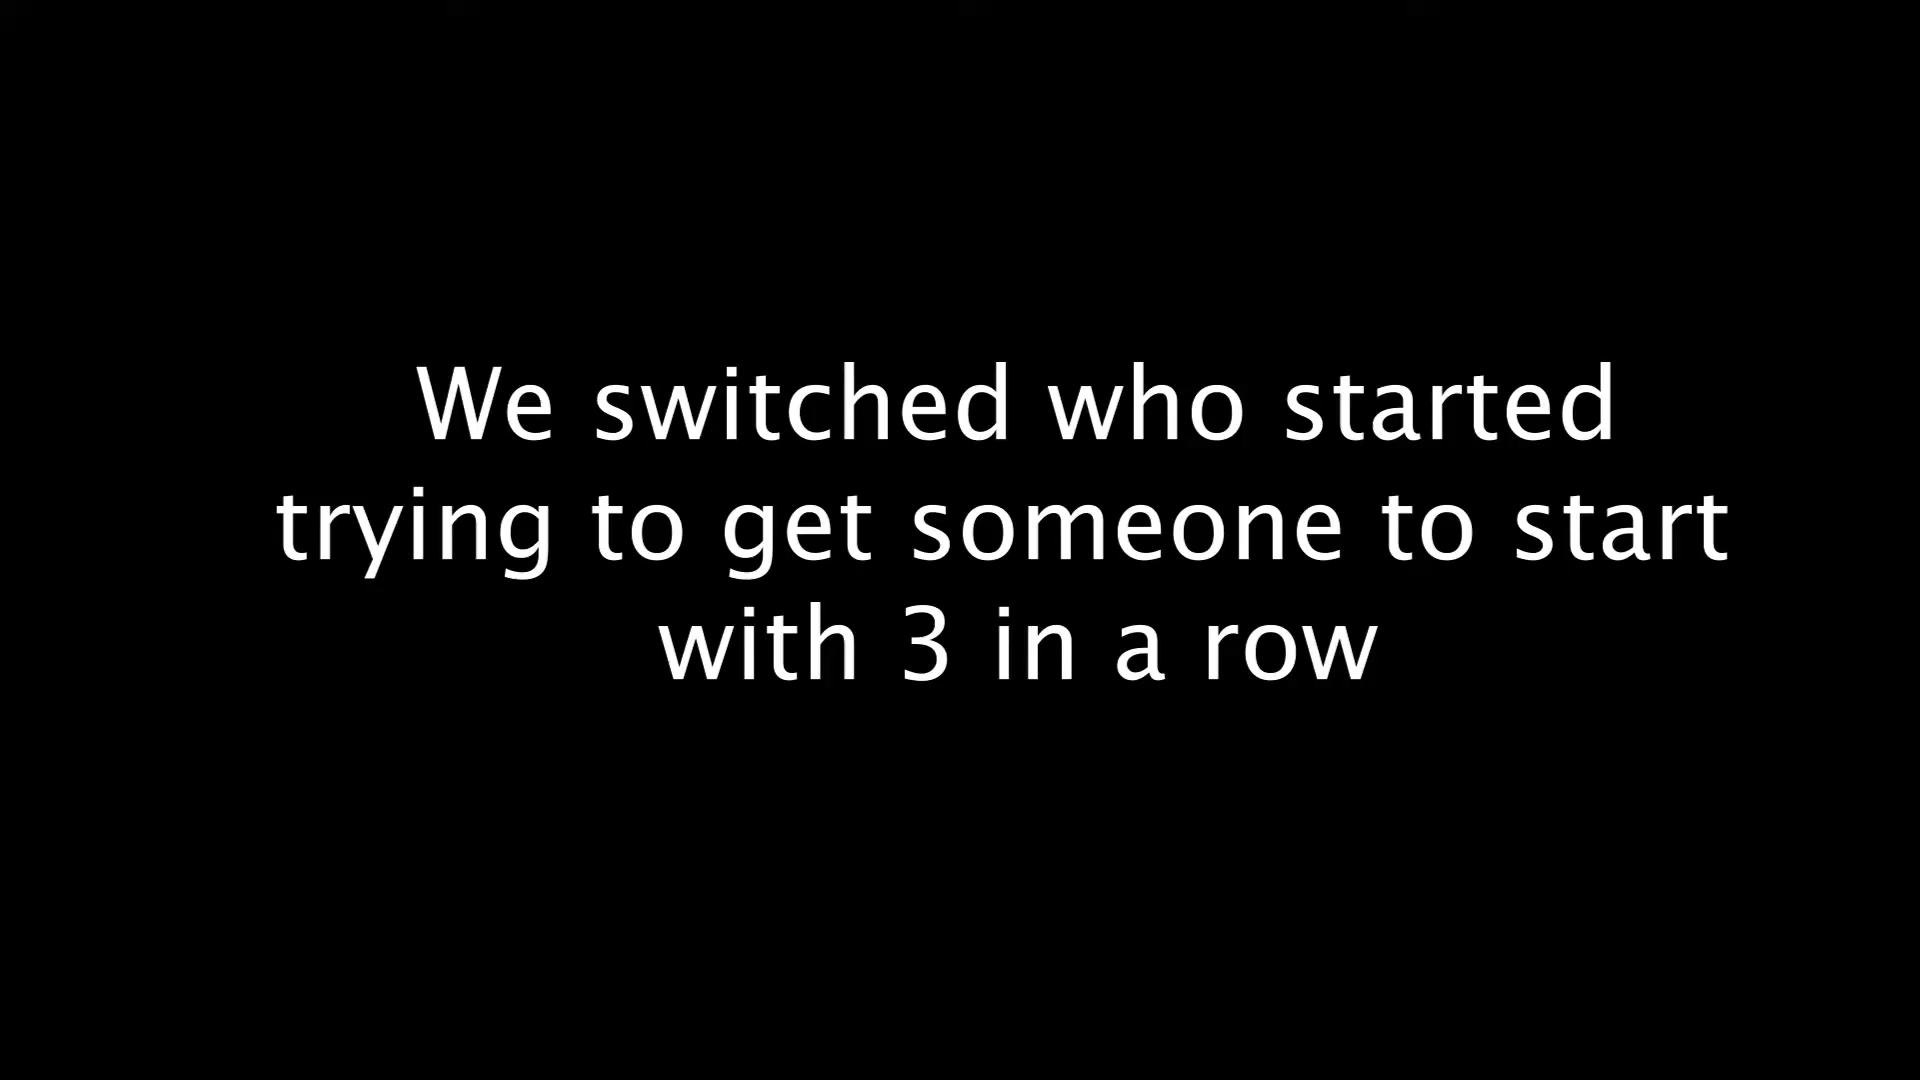 We switched who started
trying to get someone to start
with 3 in a row